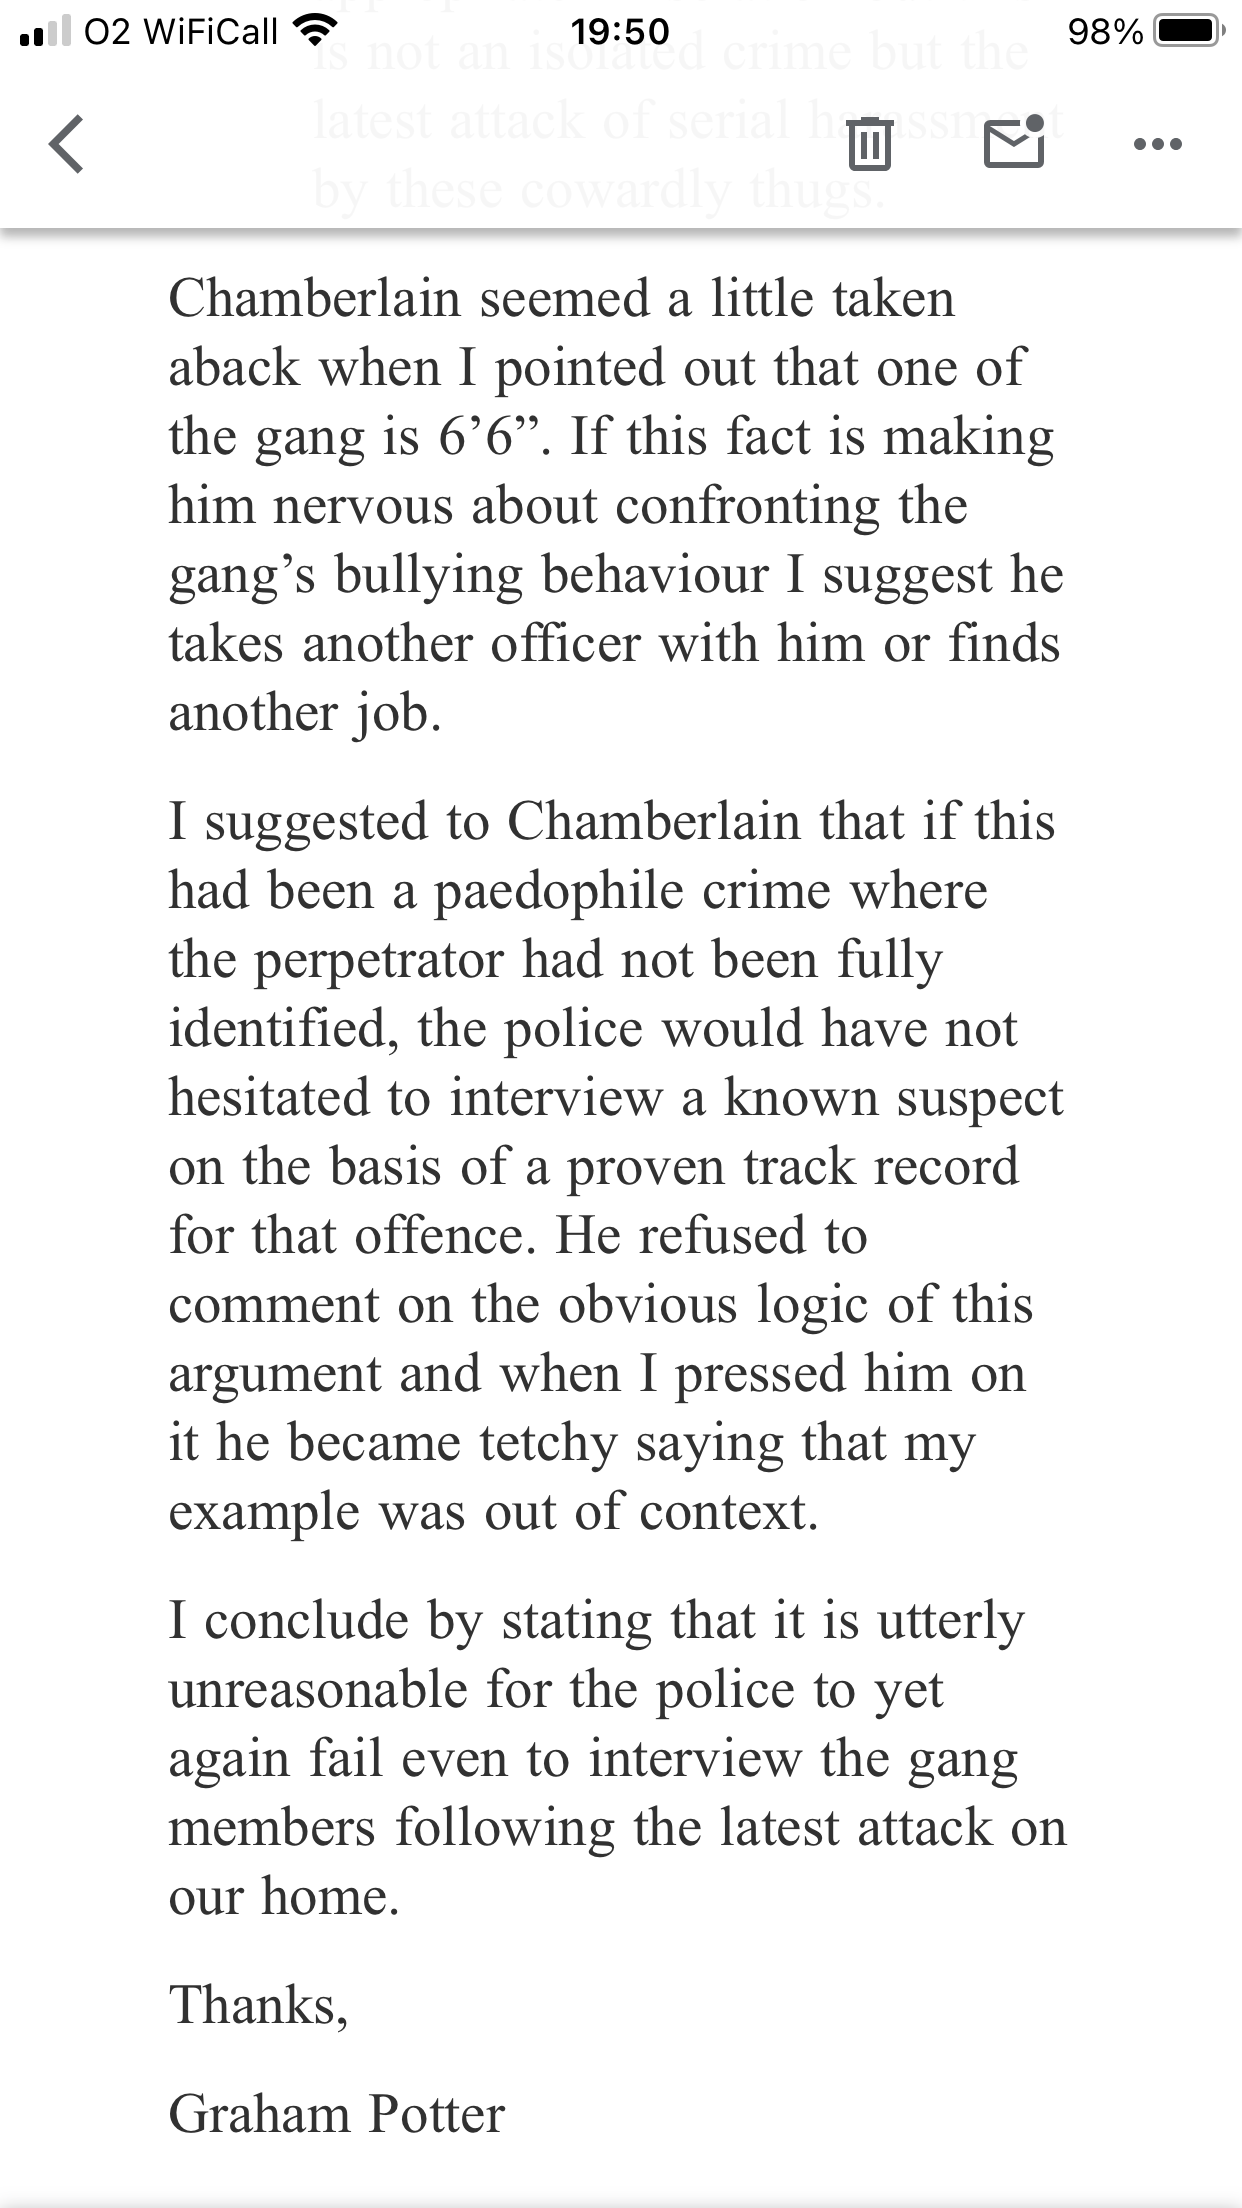 O2 WiFiCall 19:50 98%
is not an isolated crime but the
latest attack of serial harassment
by these cowardly thugs.
Chamberlain seemed a little taken
aback when I pointed out that one of
the gang is 6’6”. If this fact is making
him nervous about confronting the
gang’s bullying behaviour I suggest he
takes another officer with him or finds
another job.
I suggested to Chamberlain that if this
had been a paedophile crime where
the perpetrator had not been fully
identified, the police would have not
hesitated to interview a known suspect
on the basis of a proven track record
for that offence. He refused to
comment on the obvious logic of this
argument and when I pressed him on
it he became tetchy saying that my
example was out of context.
I conclude by stating that it is utterly
unreasonable for the police to yet
again fail even to interview the gang
members following the latest attack on
our home.
Thanks,
Graham Potter